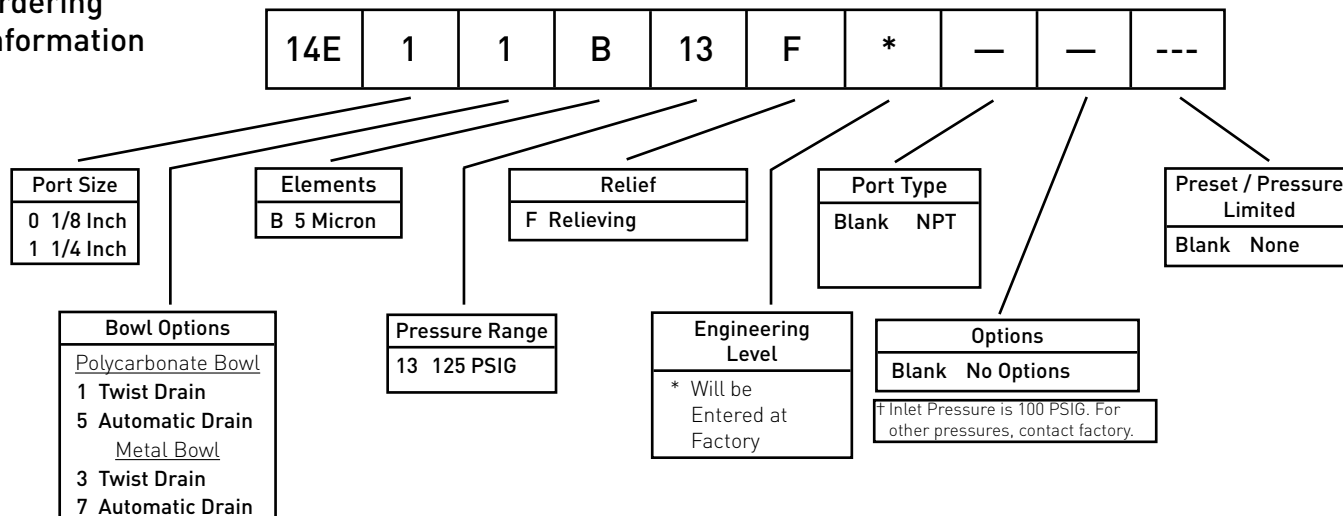 rdering
nformation
14E 1 1 B 13 F * — — ---
Port Size
0 1/8 Inch
1 1/4 Inch
Elements
B 5 Micron
Relief
F Relieving
Port Type
Blank NPT
Preset / Pressure
Limited
Blank None
Bowl Options
Polycarbonate Bowl
1 Twist Drain
5 Automatic Drain
Metal Bowl
3 Twist Drain
7 Automatic Drain
Pressure Range
13 125 PSIG
Engineering
Level
* Will be
Entered at
Factory
Options
Blank No Options
† Inlet Pressure is 100 PSIG. For
other pressures, contact factory.